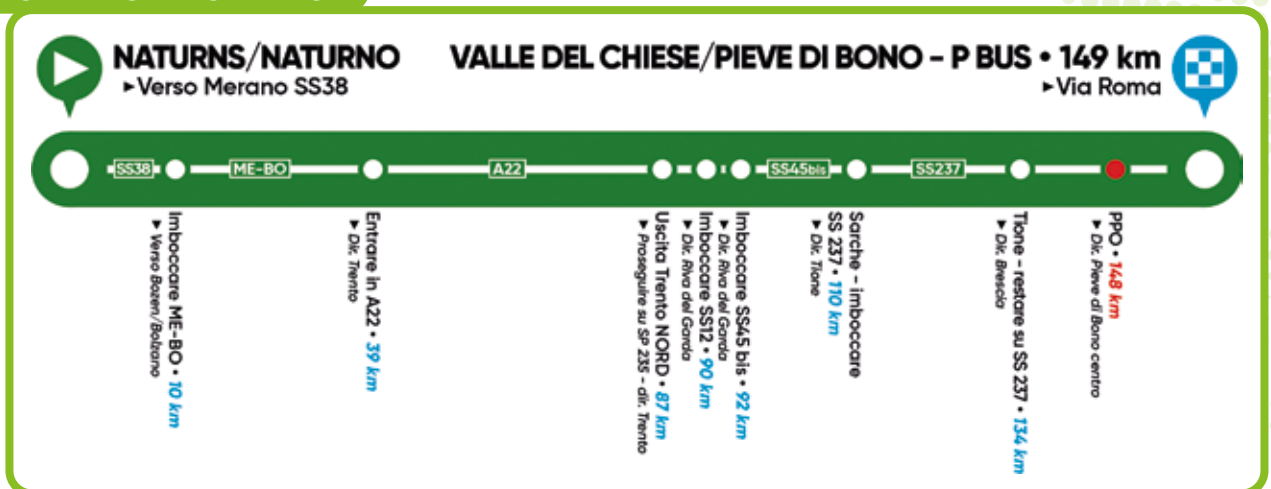 NATURNS/NATURNO
▸Verso Merano SS38
VALLE DEL CHIESE/PIEVE DI BONO – P BUS • 149 km
▸Via Roma
SS38
ME-BO
A22
SS45bis
SS237
Imboccare ME-BO • 10 km
▸ Verso Bozen/Bolzano
Entrare in A22 • 39 km
▸ Dir. Trento
Uscita Trento NORD • 87 km
▸ Proseguire su SP 235 – dir. Trento
Imboccare SS12 • 90 km
▸ Dir. Riva del Garda
Imboccare SS45 bis • 92 km
▸ Dir. Riva del Garda
Sarche – imboccare
SS 237 • 110 km
▸ Dir. Tione
Tione – restare su SS 237 • 134 km
▸ Dir. Brescia
PPO • 148 km
▸ Dir. Pieve di Bono centro